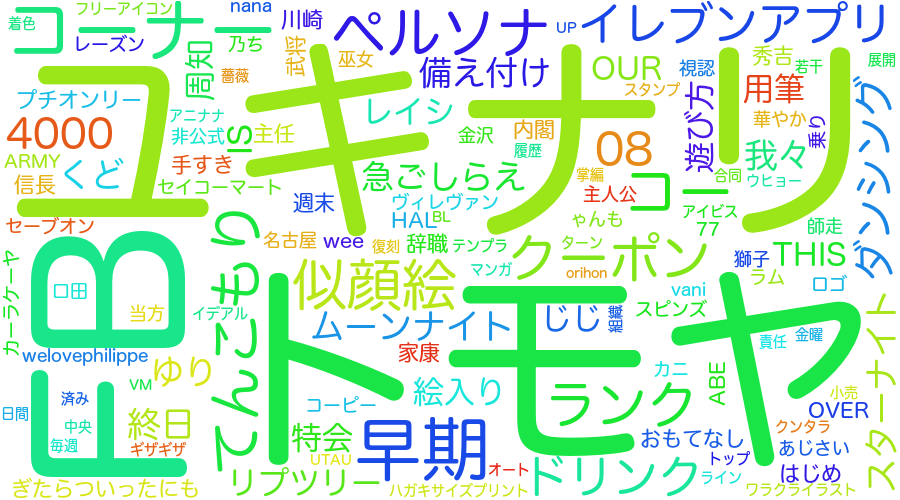 着色
フリーアイコン
nana
川崎
UP
イレブンアプリ
コーナー
レーズン
乃ち
周知
武術
巫女
ペルソナ
備え付け
OUR
視認
秀吉
若干
展開
プチオンリー
薔薇
ユキナリ
スタンプ
用筆
遊び方
ダンシング
4000
アニナナ
非公式
IS
主任
レイシ
金沢
内閣
08
華やか
乗り
ARMY
信長
くど
手すき
セイコーマート
急ごしらえ
履歴
掌編
主人公
コー
合同
我々
ウヒョー
セーブオン
てんこもり
週末
ヴィレヴァン
HAL
BL
ゃんも
アイビス
77
師走
カーラケーヤ
FB
口田
名古屋
wee
復刻
辞職
テンプラ
クーポン
ターン
獅子
THIS
マンガ
orihon
vani
ラム
ロゴ
トモヤ
似顔絵
当方
イデアル
ムーンナイト
じじ
組織
スピンズ
welovephilippe
家康
責任
金曜
スターナイト
VM
ゆり
カニ
ABE
絵入り
ランク
小売
日間
済み
中央
毎週
終日
コーピー
OVER
クンタラ
ギザギザ
特会
早期
おもてなし
トップ
あじさい
UTAU
オート
ドリンク
ライン
はじめ
ぎたらついったにも
リプツリー
ハガキサイズプリント
ワラクライラスト